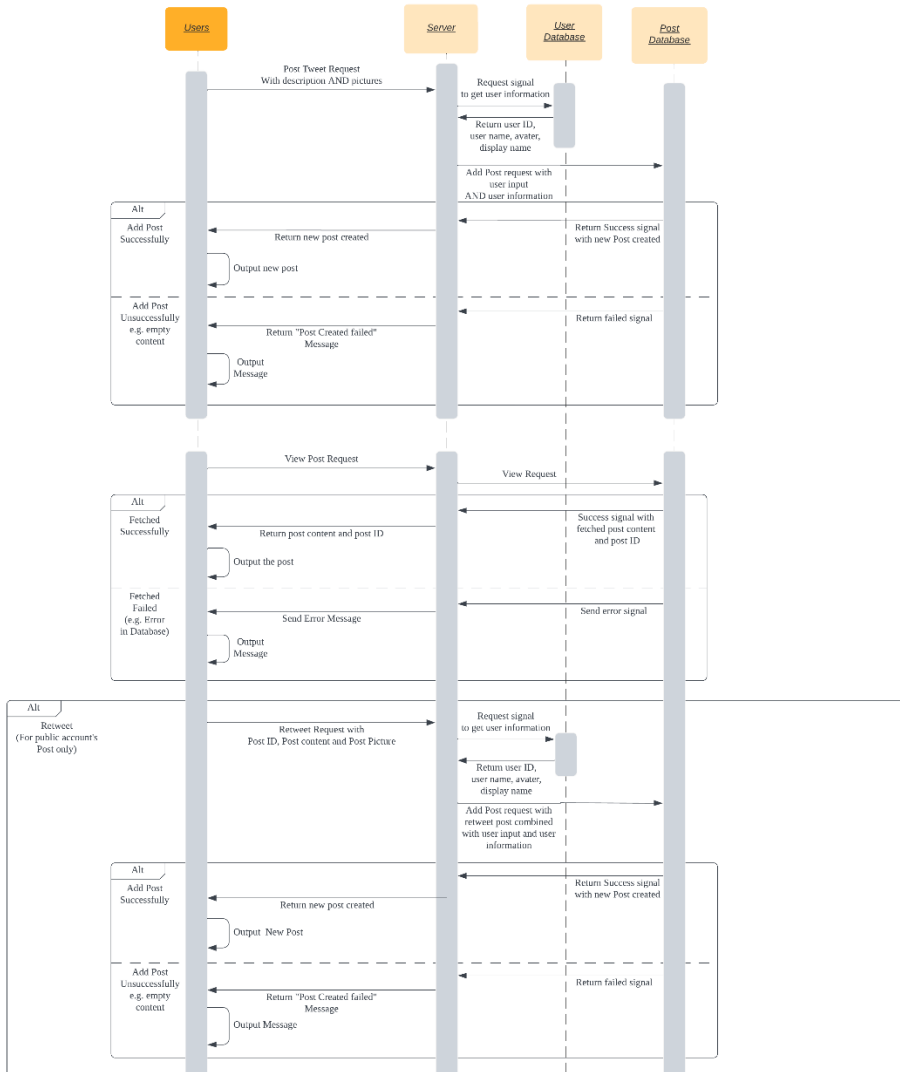 Users
Server
User
Database
Post
Database
Post Tweet Request
With description AND pictures
Request signal
to get user information
Return user ID,
user name, avater,
display name
Add Post request with
user input
AND user information
Alt
Add Post
Successfully
Return Success signal
with new Post created
Return new post created
Output new post
Add Post
Unsuccessfully
e.g. empty
content
Return failed signal
Return "Post Created failed"
Message
Output
Message
View Post Request
View Request
Alt
Fetched
Successfully
Success signal with
fetched post content
and post ID
Return post content and post ID
Output the post
Fetched
Failed
(e.g. Error
in Database)
Send error signal
Send Error Message
Output
Message
Alt
Retweet
(For public account's
Post only)
Retweet Request with
Post ID, Post content and Post Picture
Request signal
to get user information
Return user ID,
user name, avater,
display name
Add Post request with
retweet post combined
with user input and user
information
Alt
Add Post
Successfully
Return Success signal
with new Post created
Return new post created
Output  New Post
Add Post
Unsuccessfully
e.g. empty
content
Return failed signal
Return "Post Created failed"
Message
Output Message